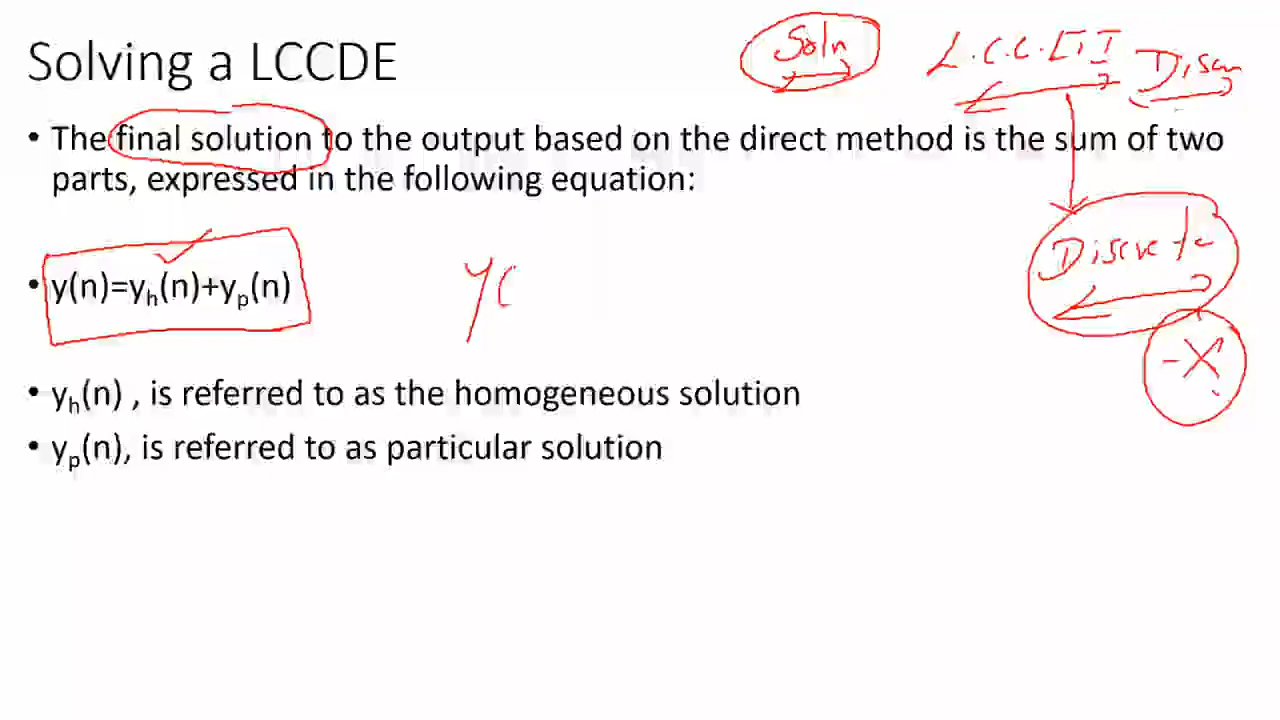 Solving a LCCDE
Soln
• The final solution to the output based on the direct method is the sum of two
parts, expressed in the following equation:
Discrete
• y(n)=yh(n)+yp(n)
y(
• yh(n) , is referred to as the homogeneous solution
• yp(n), is referred to as particular solution